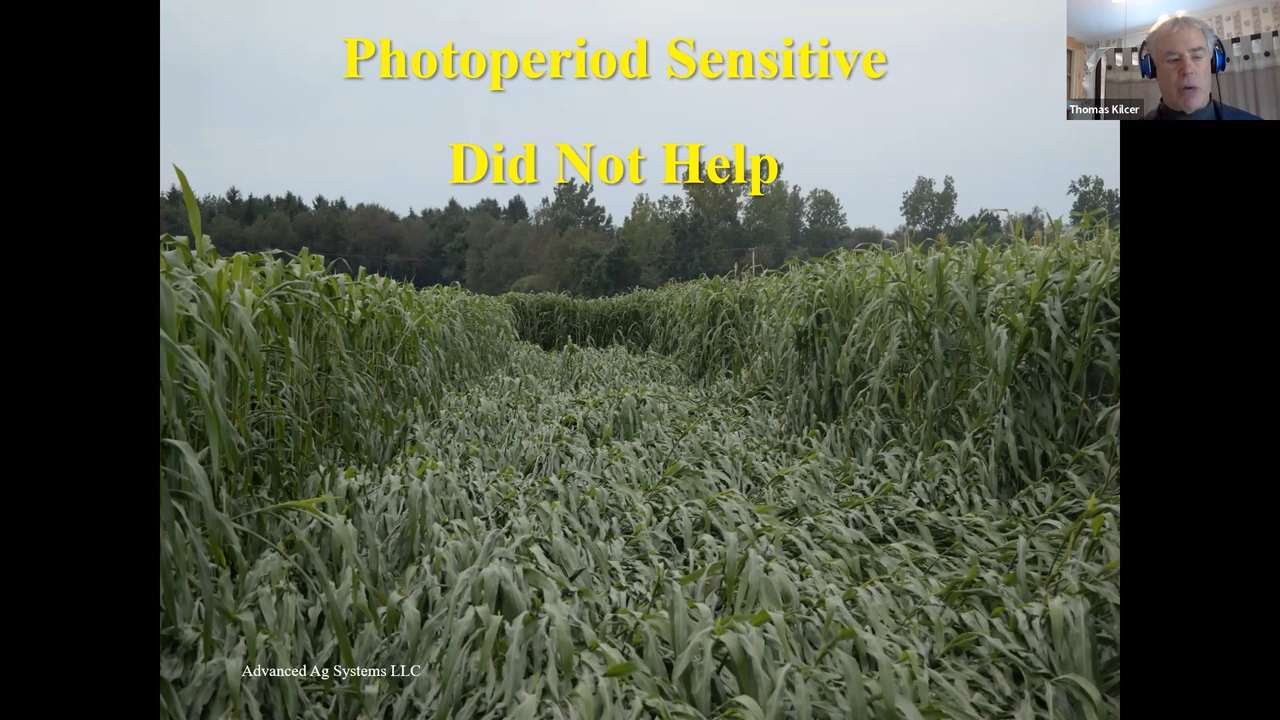 Photoperiod Sensitive
Did Not Help
Thomas Kilcer
Advanced Ag Systems LLC